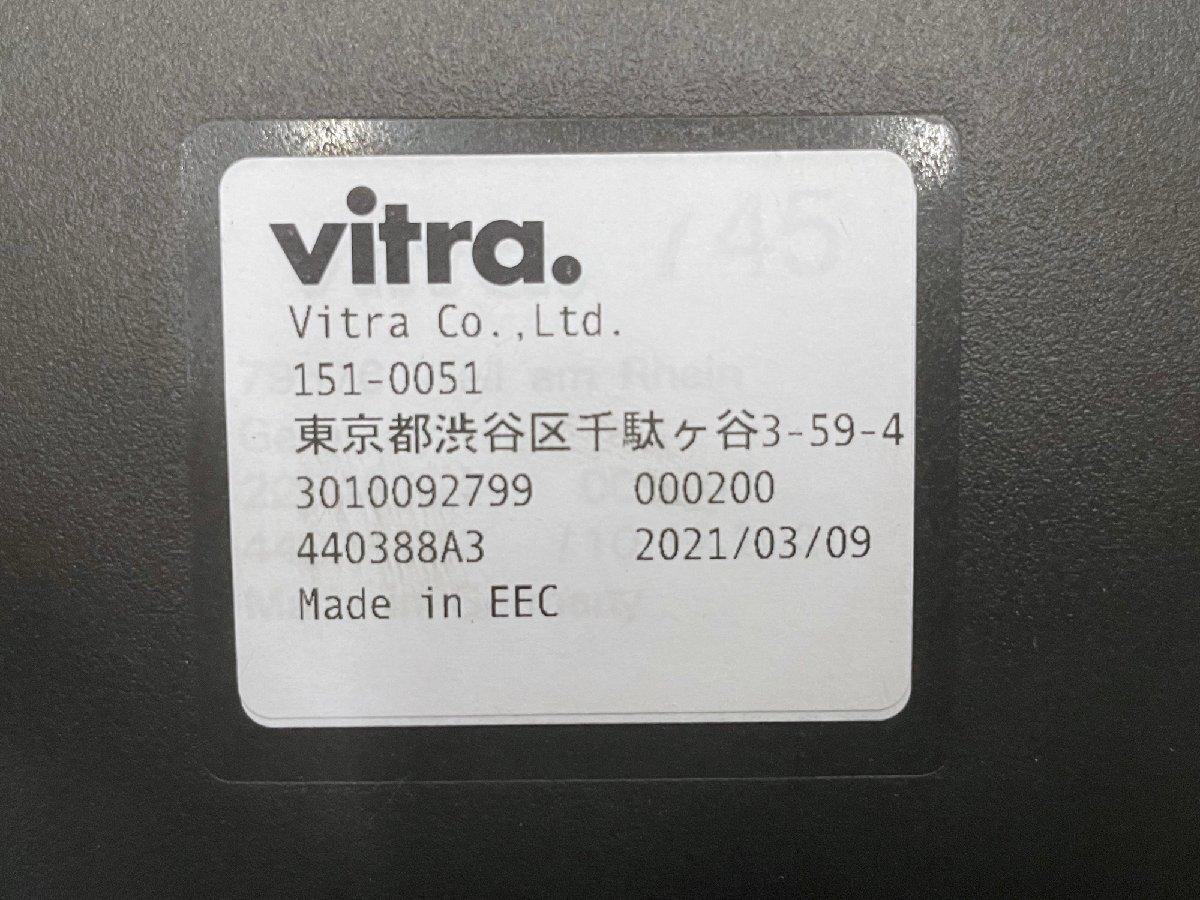 vitra.
Vitra Co.,Ltd.
151-0051
東京都渋谷区千駄ヶ谷3-59-4
3010092799 000200
440388A3 2021/03/09
Made in EEC